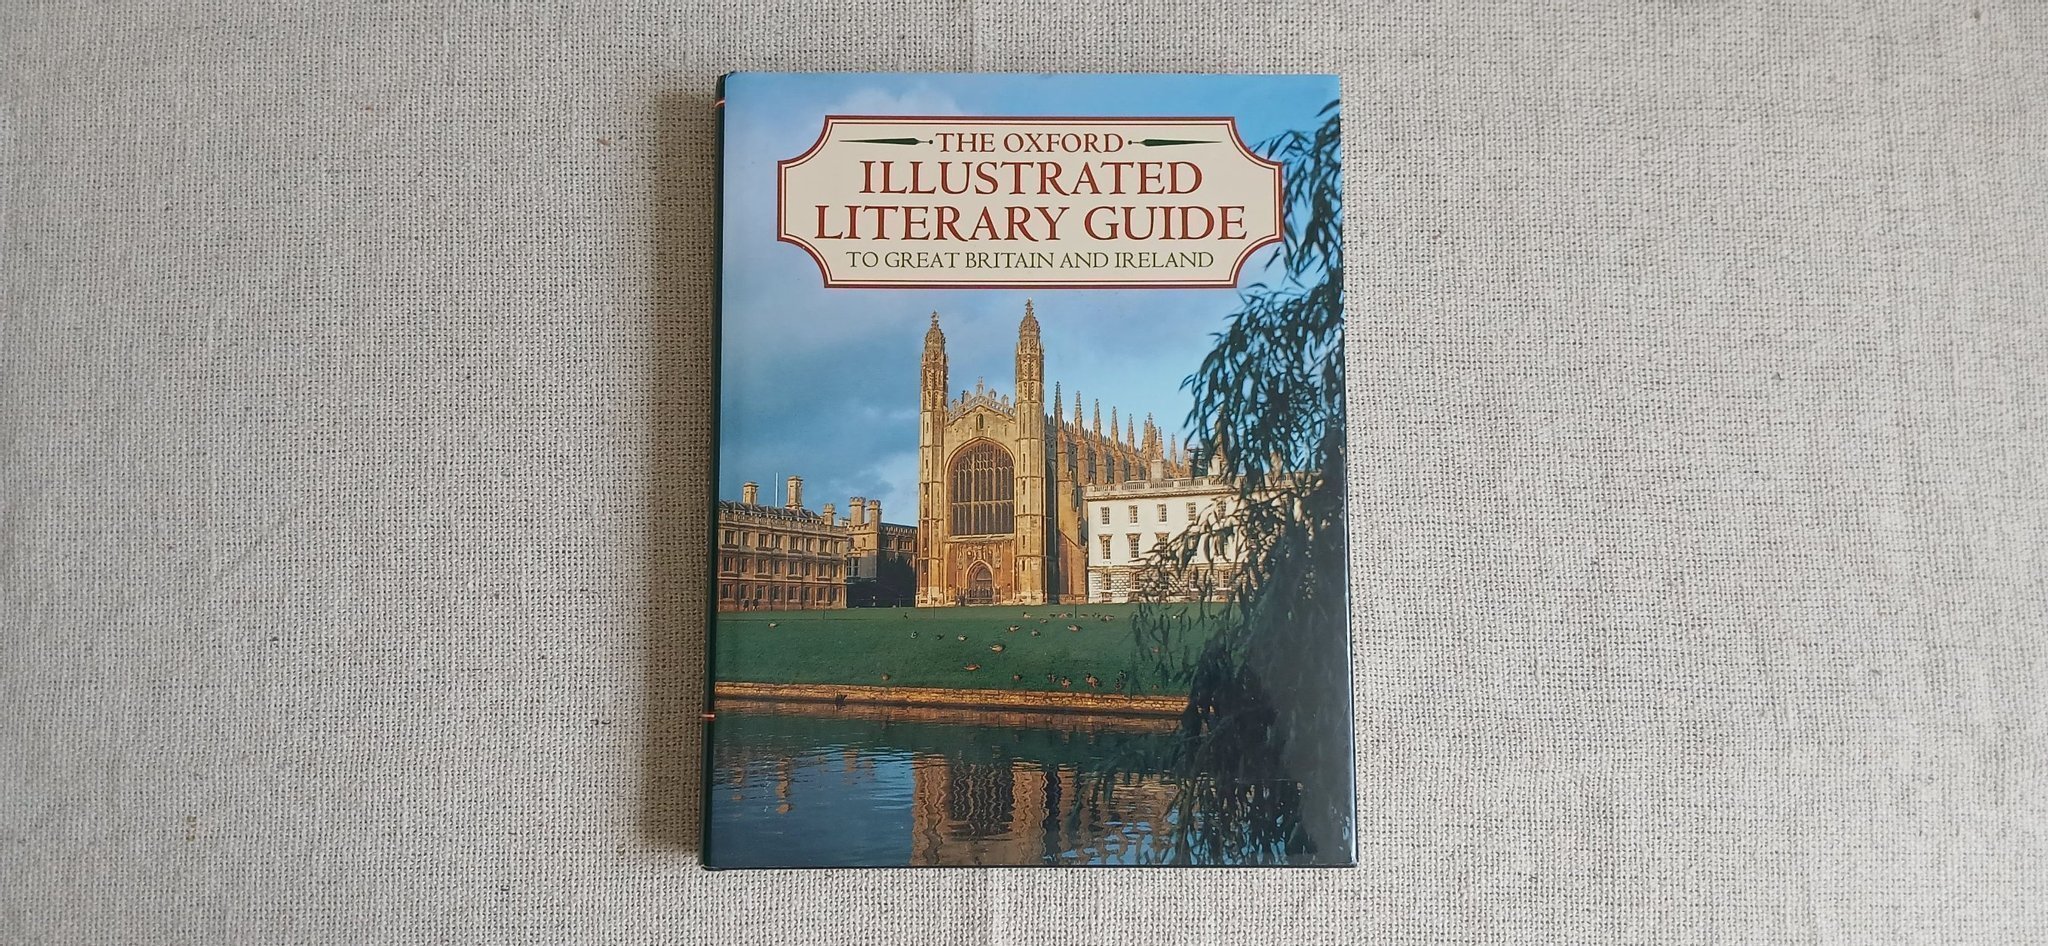 THE OXFORD
ILLUSTRATED
LITERARY GUIDE
TO GREAT BRITAIN AND IRELAND